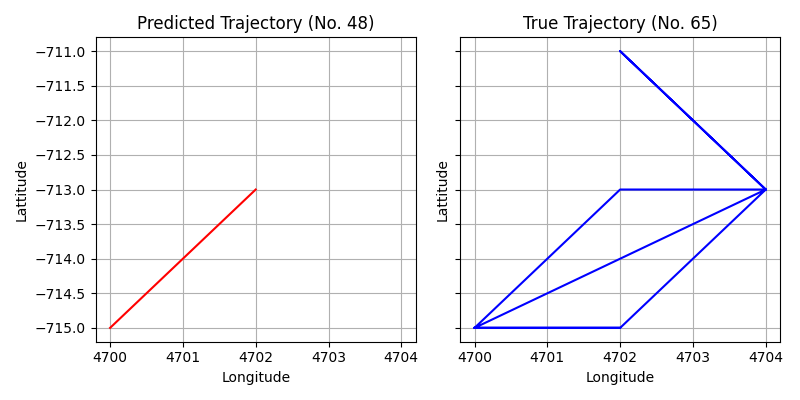 Predicted Trajectory (No. 48)
True Trajectory (No. 65)
−711.0
−711.5
−712.0
−712.5
−713.0
−713.5
−714.0
−714.5
−715.0
Lattitude
Lattitude
4700 4701 4702 4703 4704
4700 4701 4702 4703 4704
Longitude
Longitude